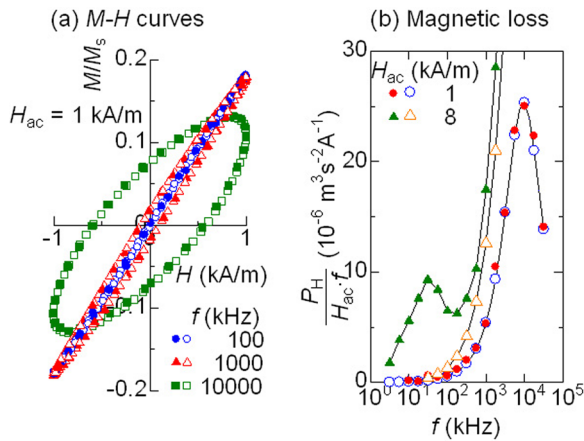 (a) M-H curves
M/Ms
0.2
Hac = 1 kA/m
0.1
0
-1
1
H (kA/m)
-0.1
f (kHz)
100
1000
10000
-0.2
(b) Magnetic loss
30
Hac (kA/m)
1
8
20
10
0
PH/Hac f (10⁻⁶ m³s⁻²A⁻¹)
10⁰ 10¹ 10² 10³ 10⁴ 10⁵
f (kHz)